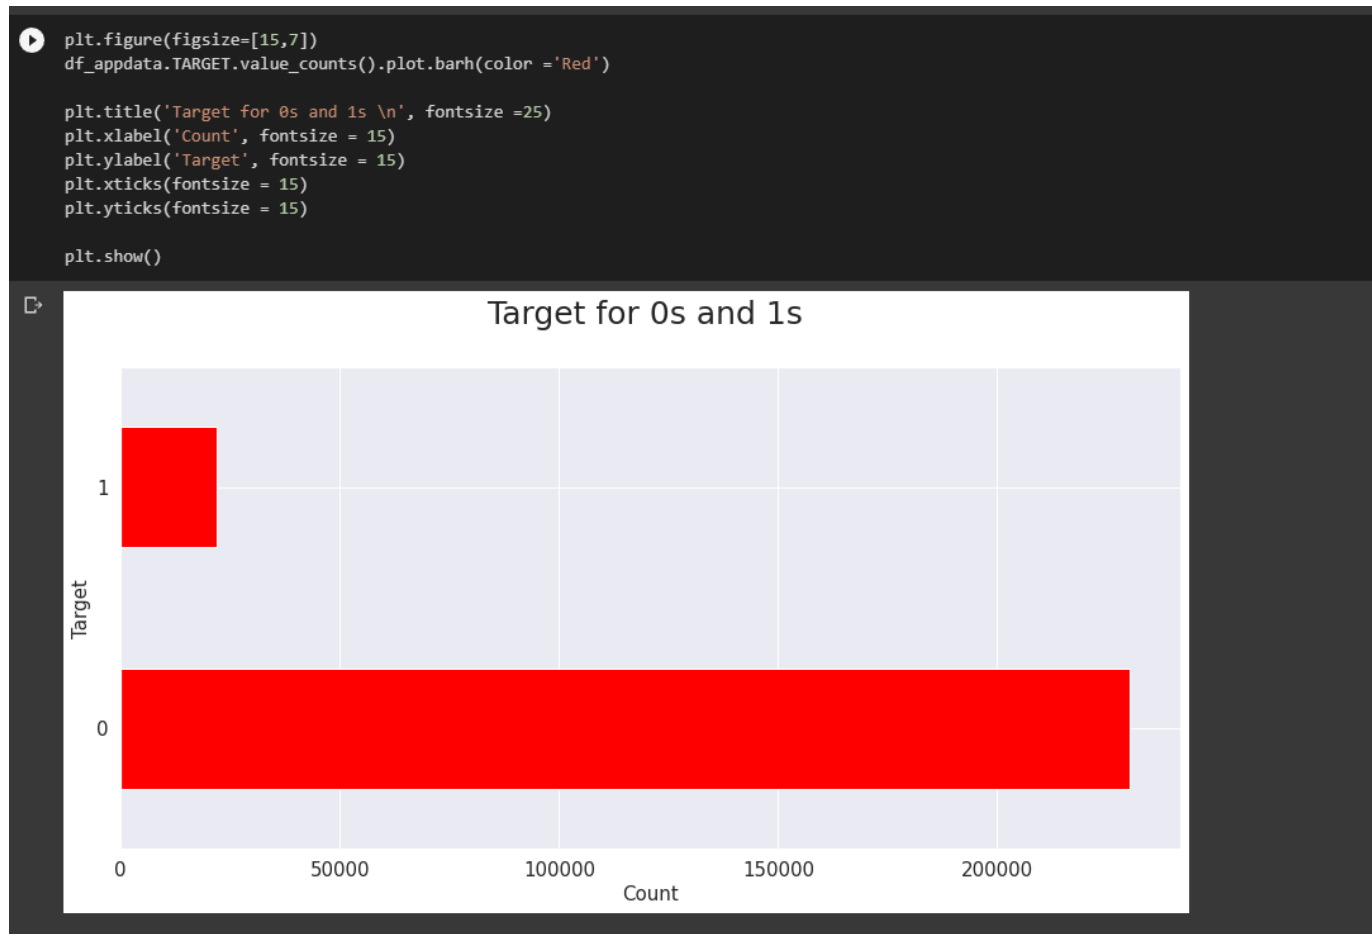 plt.figure(figsize=[15,7])
df_appdata.TARGET.value_counts().plot.barh(color ='Red')
plt.title('Target for 0s and 1s \n', fontsize =25)
plt.xlabel('Count', fontsize = 15)
plt.ylabel('Target', fontsize = 15)
plt.xticks(fontsize = 15)
plt.yticks(fontsize = 15)
plt.show()
Target for 0s and 1s
1
Target
0
0 50000 100000 150000 200000
Count